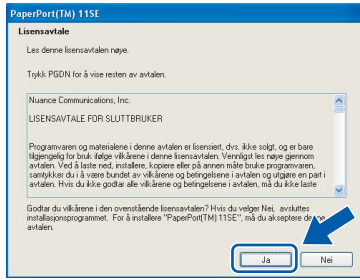 PaperPort(TM) 11SE
Lisensavtale
Les denne lisensavtalen nøye.
Trykk PGDN for å vise resten av avtalen.
Nuance Communications, Inc.
LISENSAVTALE FOR SLUTTBRUKER
Programvaren og materialene i denne avtalen er lisensiert, dvs. ikke solgt, og er bare
tilgjengelig for bruk ifølge vilkårene i denne lisensavtalen. Vennligst les nøye gjennom
avtalen. Ved å laste ned, installere, kopiere eller på annen måte bruke programvaren,
samtykker du i å være bundet av vilkårene og betingelsene i avtalen og utgjøre en part i
avtalen. Hvis du ikke godtar alle vilkårene og betingelsene i avtalen, må du ikke laste
Godtar du vilkårene i den ovenstående lisensavtalen? Hvis du velger Nei, avsluttes
installasjonsprogrammet. For å installere "PaperPort(TM) 11SE", må du akseptere denne
avtalen.
Ja
Nei